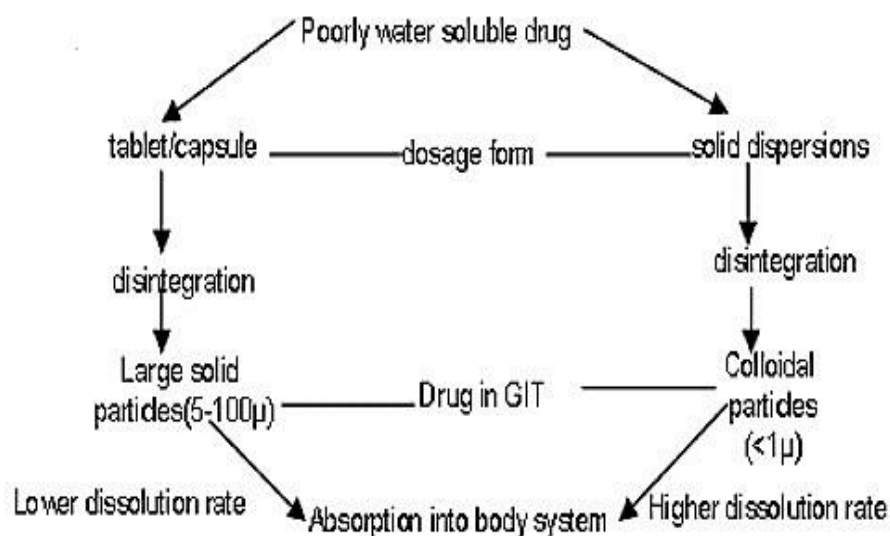 Poorly water soluble drug
tablet/capsule
dosage form
solid dispersions
disintegration
disintegration
Large solid
particles(5-100µ)
Drug in GIT
Colloidal
particles
(<1µ)
Lower dissolution rate
Absorption into body system
Higher dissolution rate